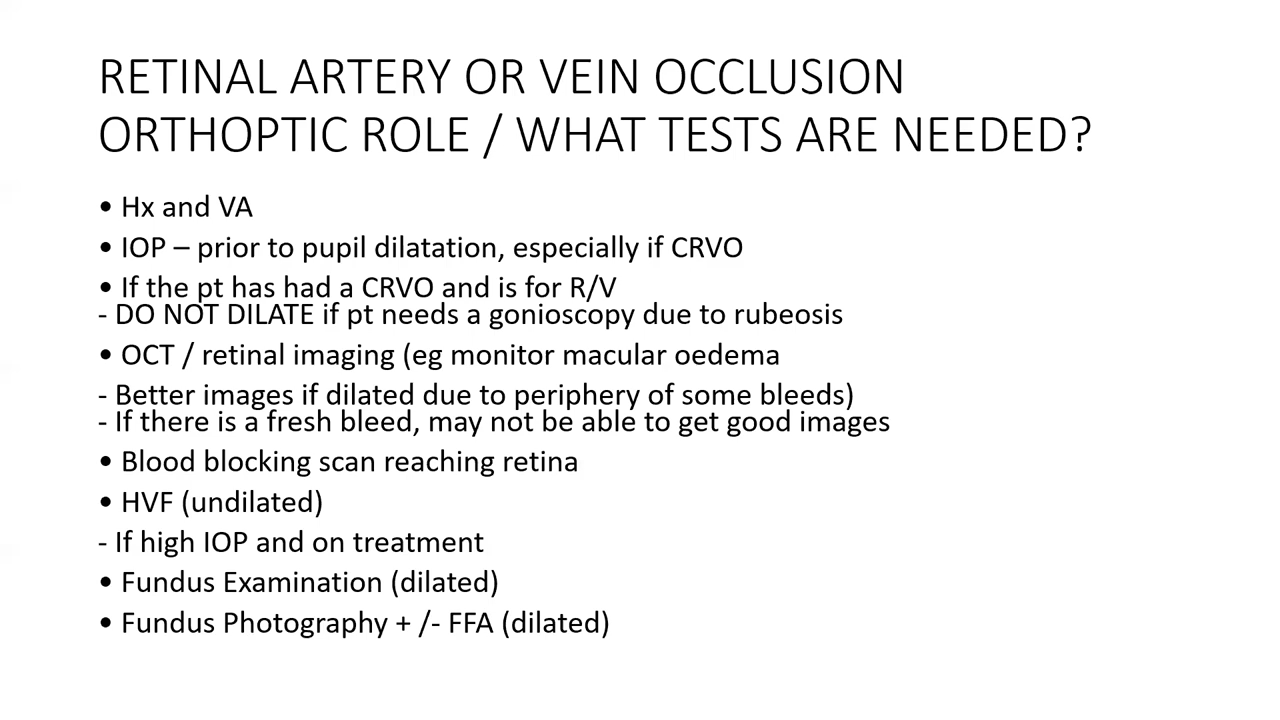 RETINAL ARTERY OR VEIN OCCLUSION
ORTHOPTIC ROLE / WHAT TESTS ARE NEEDED?
• Hx and VA
• IOP – prior to pupil dilatation, especially if CRVO
• If the pt has had a CRVO and is for R/V
- DO NOT DILATE if pt needs a gonioscopy due to rubeosis
• OCT / retinal imaging (eg monitor macular oedema
- Better images if dilated due to periphery of some bleeds)
- If there is a fresh bleed, may not be able to get good images
• Blood blocking scan reaching retina
• HVF (undilated)
- If high IOP and on treatment
• Fundus Examination (dilated)
• Fundus Photography + /- FFA (dilated)